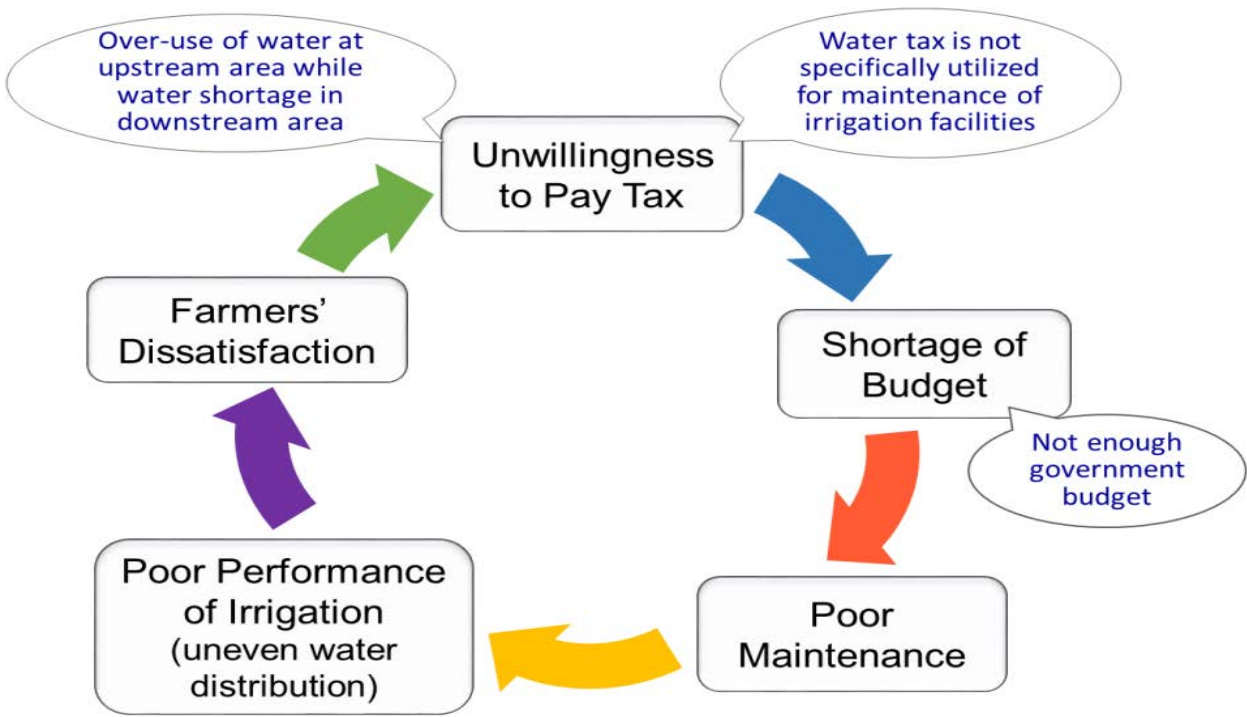 Over-use of water at
upstream area while
water shortage in
downstream area
Water tax is not
specifically utilized
for maintenance of
irrigation facilities
Unwillingness
to Pay Tax
Farmers’
Dissatisfaction
Shortage of
Budget
Not enough
government
budget
Poor Performance
of Irrigation
(uneven water
distribution)
Poor
Maintenance